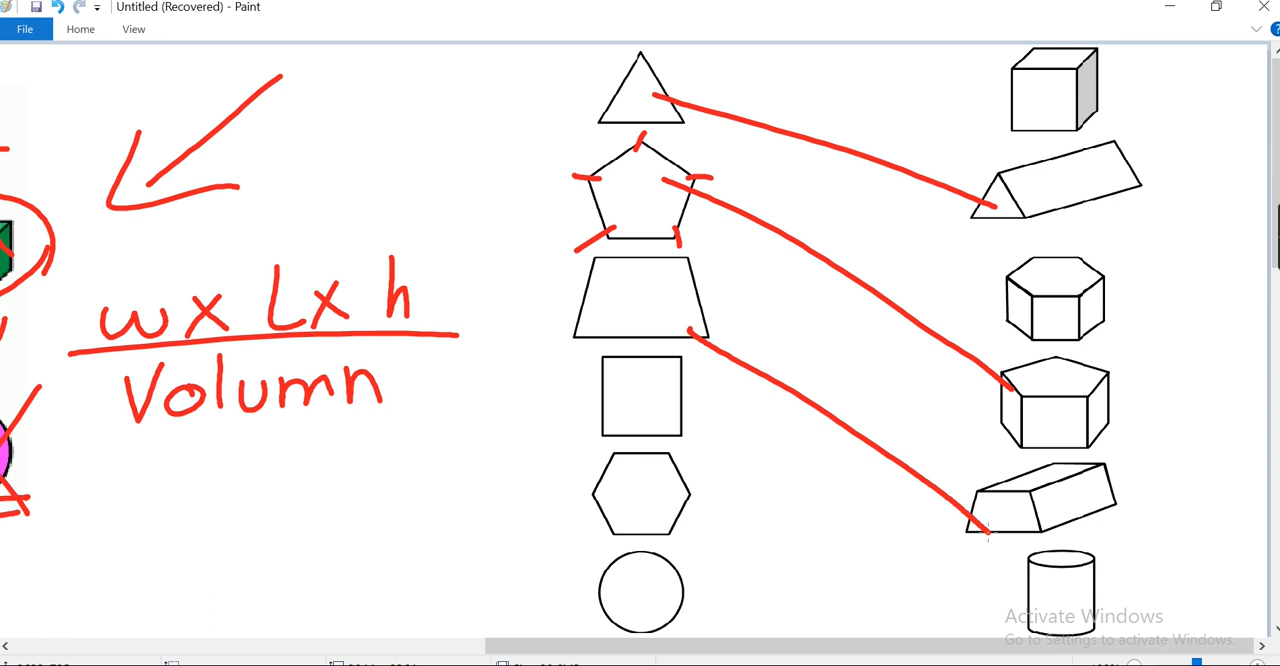 Untitled (Recovered) - Paint
File Home View
w x L x h
Volumn
Activate Windows
Go to Settings to activate Windows.